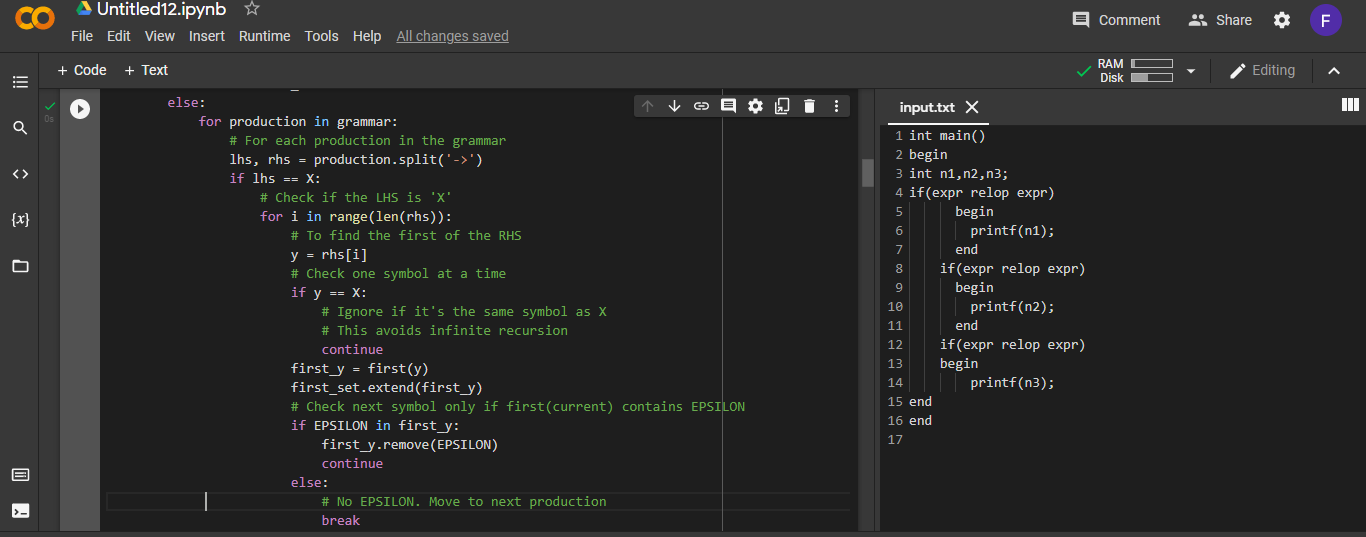 CO
Untitled12.ipynb
File Edit View Insert Runtime Tools Help All changes saved
Comment Share F
+ Code + Text
RAM
Disk
Editing
0s
else:
for production in grammar:
# For each production in the grammar
lhs, rhs = production.split('->')
if lhs == X:
# Check if the LHS is 'X'
for i in range(len(rhs)):
# To find the first of the RHS
y = rhs[i]
# Check one symbol at a time
if y == X:
# Ignore if it's the same symbol as X
# This avoids infinite recursion
continue
first_y = first(y)
first_set.extend(first_y)
# Check next symbol only if first(current) contains EPSILON
if EPSILON in first_y:
first_y.remove(EPSILON)
continue
else:
# No EPSILON. Move to next production
break
input.txt
1 int main()
2 begin
3 int n1,n2,n3;
4 if(expr relop expr)
5 begin
6 printf(n1);
7 end
8 if(expr relop expr)
9 begin
10 printf(n2);
11 end
12 if(expr relop expr)
13 begin
14 printf(n3);
15 end
16 end
17